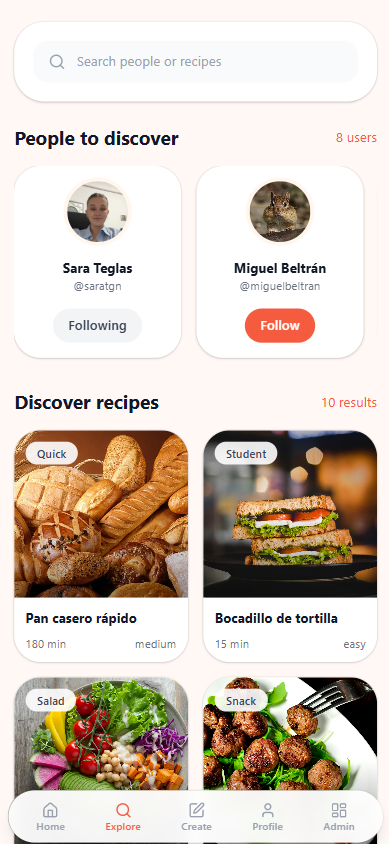 Search people or recipes
People to discover
8 users
Sara Teglas
@saratgn
Following
Miguel Beltrán
@miguelbeltran
Follow
Discover recipes
10 results
Quick
Pan casero rápido
180 min
medium
Student
Bocadillo de tortilla
15 min
easy
Salad
Snack
Home
Explore
Create
Profile
Admin